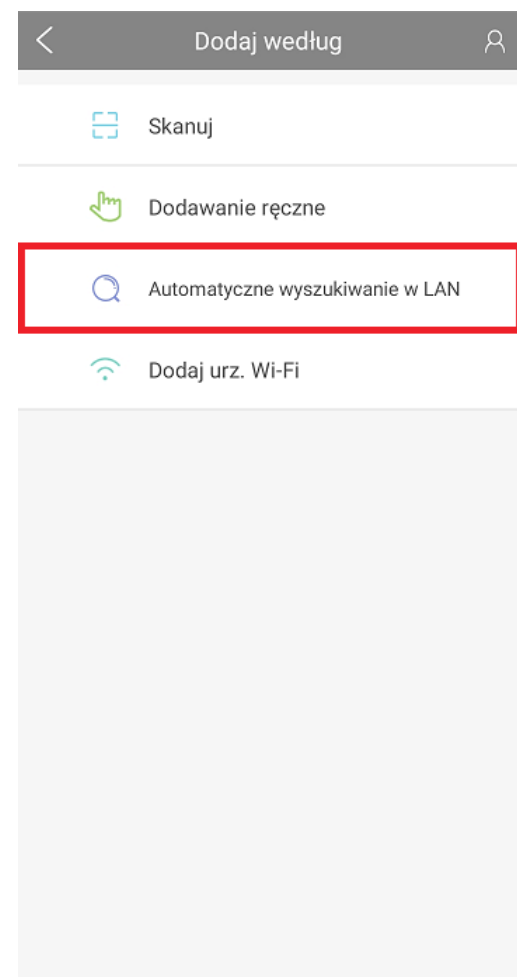 Dodaj według
Skanuj
Dodawanie ręczne
Automatyczne wyszukiwanie w LAN
Dodaj urz. Wi-Fi